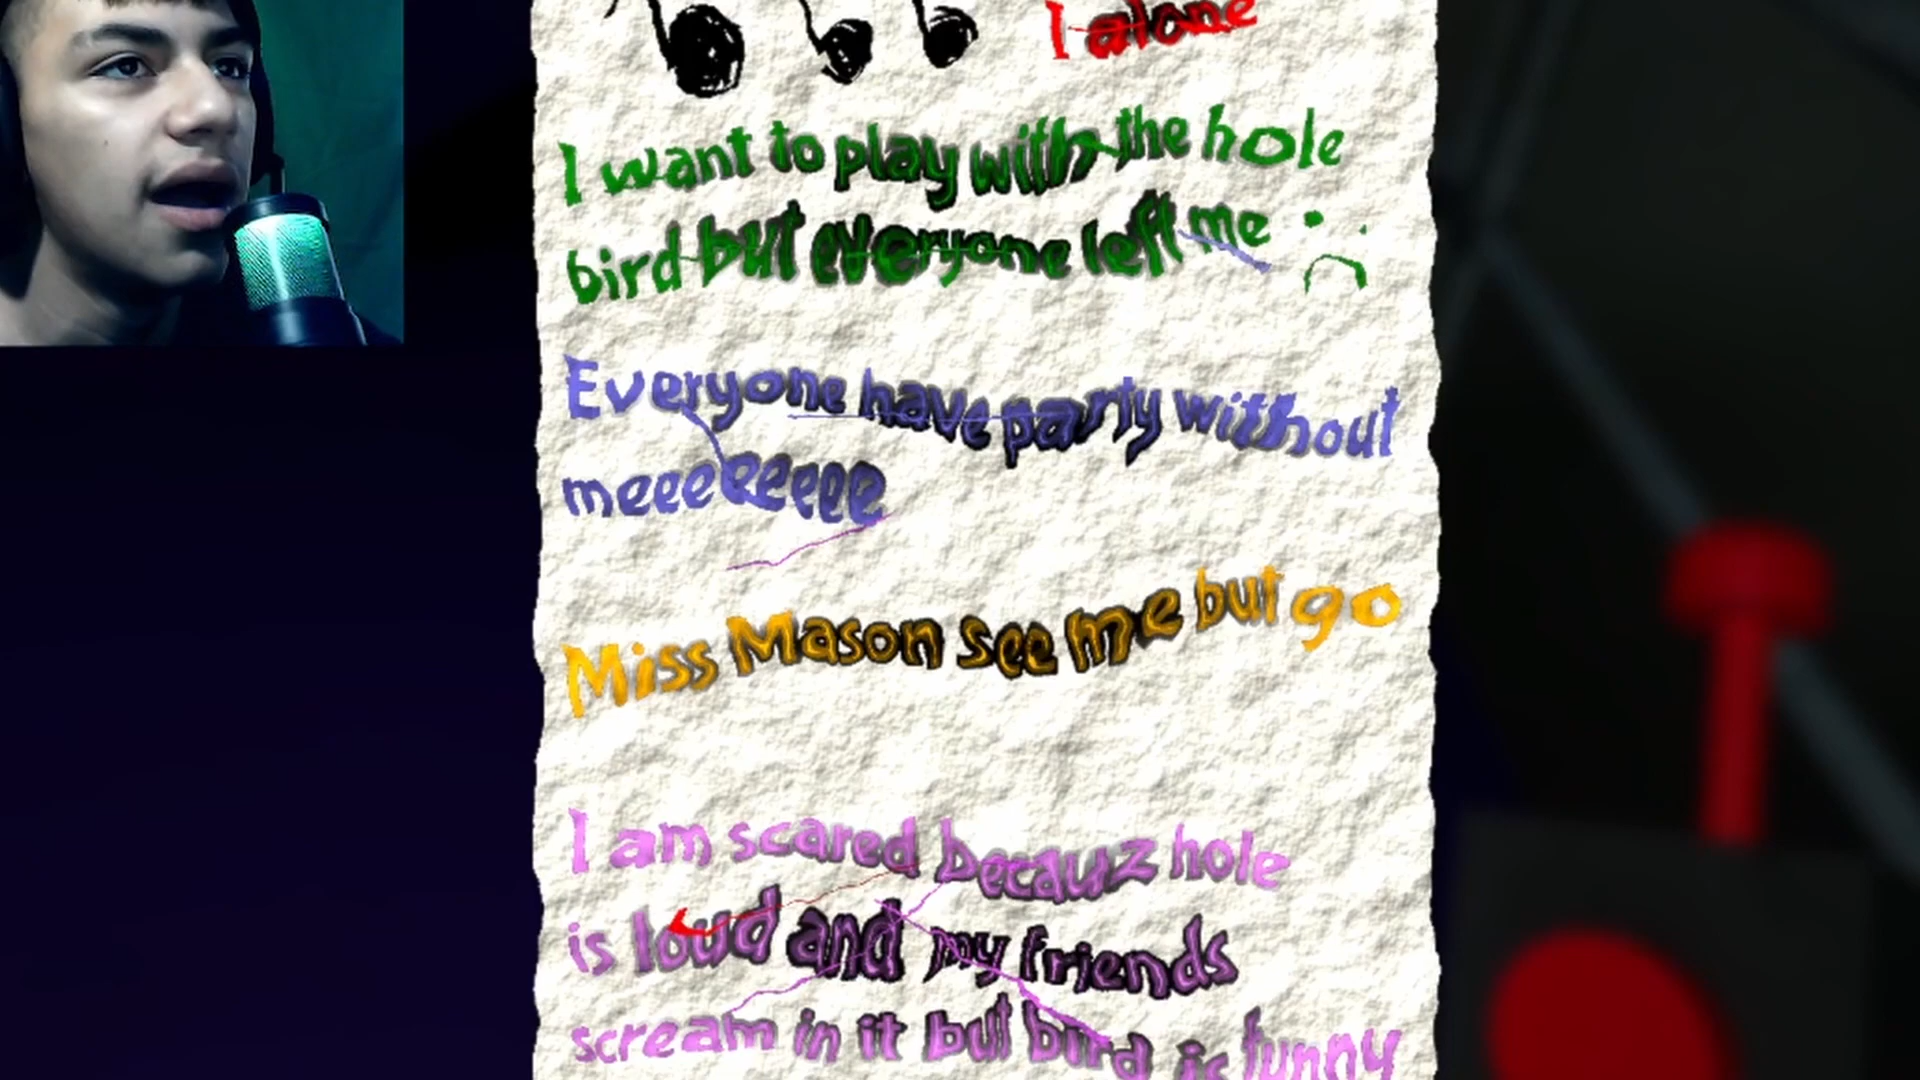 I alone
I want to play with the hole
bird but everyone left me
Everyone have party without
meeeeeeee
Miss Mason see me but go
I am scared becauz hole
is loud and my friends
scream in it but bird is funny